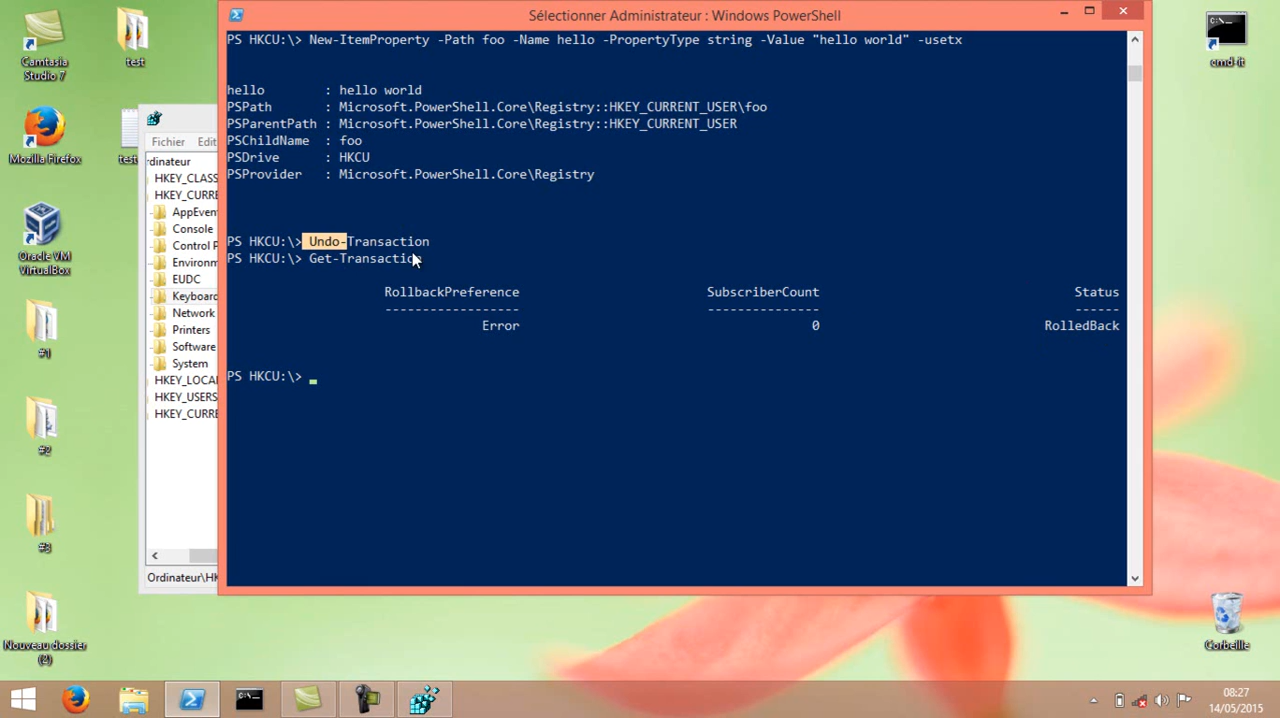 Sélectionner Administrateur : Windows PowerShell
PS HKCU:\> New-ItemProperty -Path foo -Name hello -PropertyType string -Value "hello world" -usetx
hello : hello world
PSPath : Microsoft.PowerShell.Core\Registry::HKEY_CURRENT_USER\foo
PSParentPath : Microsoft.PowerShell.Core\Registry::HKEY_CURRENT_USER
PSChildName : foo
PSDrive : HKCU
PSProvider : Microsoft.PowerShell.Core\Registry
PS HKCU:\> Undo-Transaction
PS HKCU:\> Get-Transaction
RollbackPreference SubscriberCount Status
------------------ --------------- ------
Error 0 RolledBack
PS HKCU:\>
Camtasia
Studio 7
test
Mozilla Firefox
test
Oracle VM
VirtualBox
#1
#2
#3
Nouveau dossier
(2)
cmd-it
Corbeille
Fichier Edit
rdinateur
HKEY_CLASS
HKEY_CURRE
AppEven
Console
Control P
Environm
EUDC
Keyboard
Network
Printers
Software
System
HKEY_LOCAL
HKEY_USERS
HKEY_CURRE
Ordinateur\HK
08:27
14/05/2015